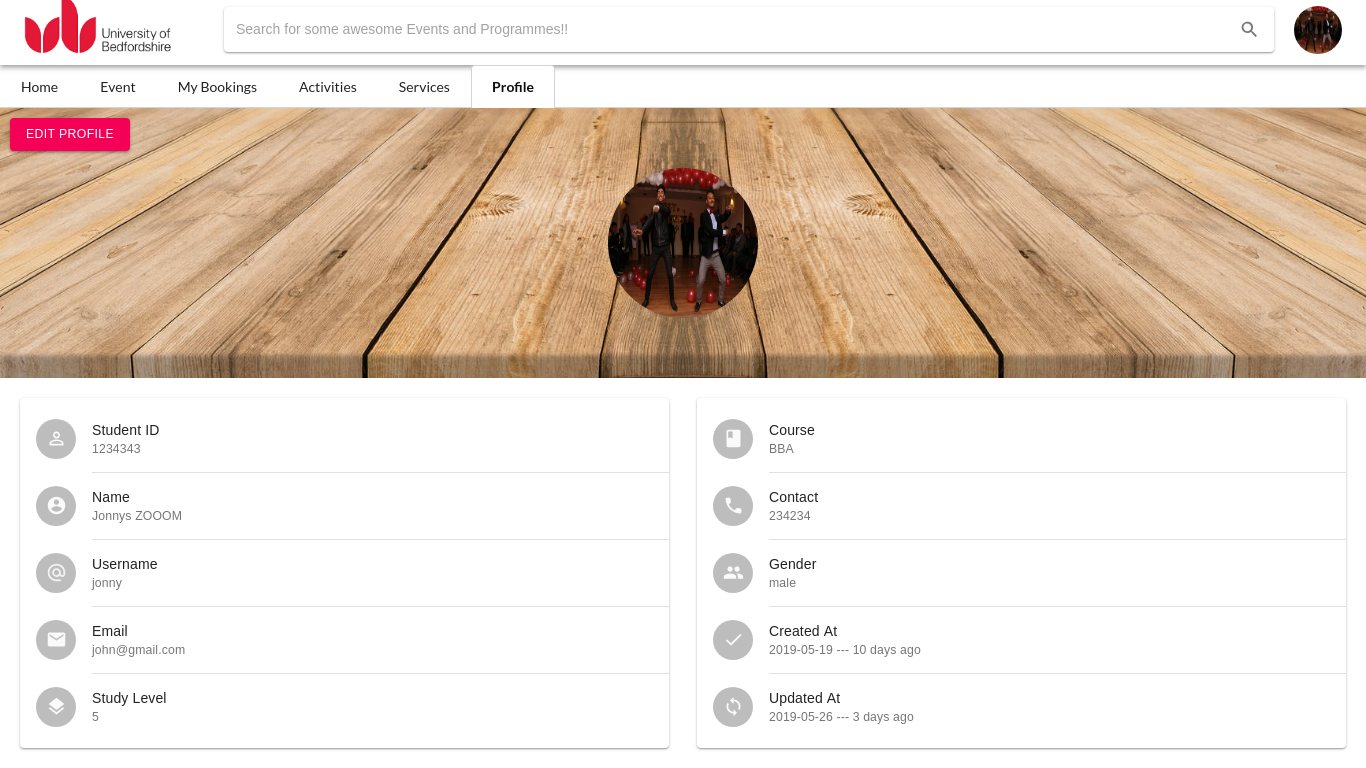 University of
Bedfordshire
Search for some awesome Events and Programmes!!
Home
Event
My Bookings
Activities
Services
Profile
EDIT PROFILE
Student ID
1234343
Name
Jonnys ZOOOM
Username
jonny
Email
john@gmail.com
Study Level
5
Course
BBA
Contact
234234
Gender
male
Created At
2019-05-19 --- 10 days ago
Updated At
2019-05-26 --- 3 days ago